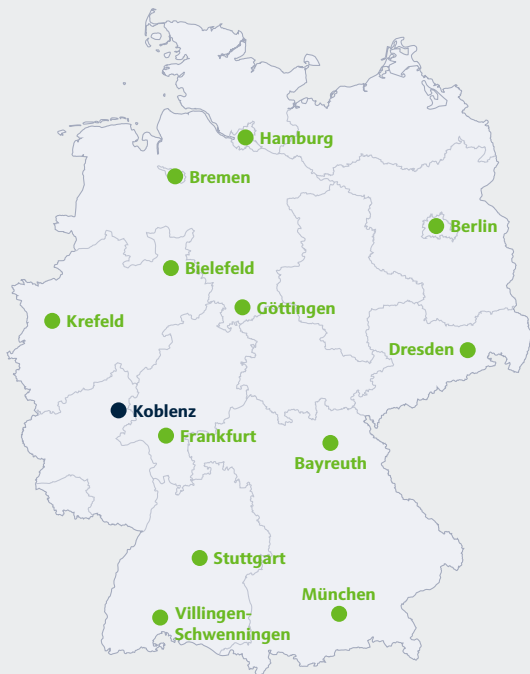 Hamburg
Bremen
Berlin
Bielefeld
Göttingen
Krefeld
Dresden
Koblenz
Frankfurt
Bayreuth
Stuttgart
München
Villingen-
Schwenningen